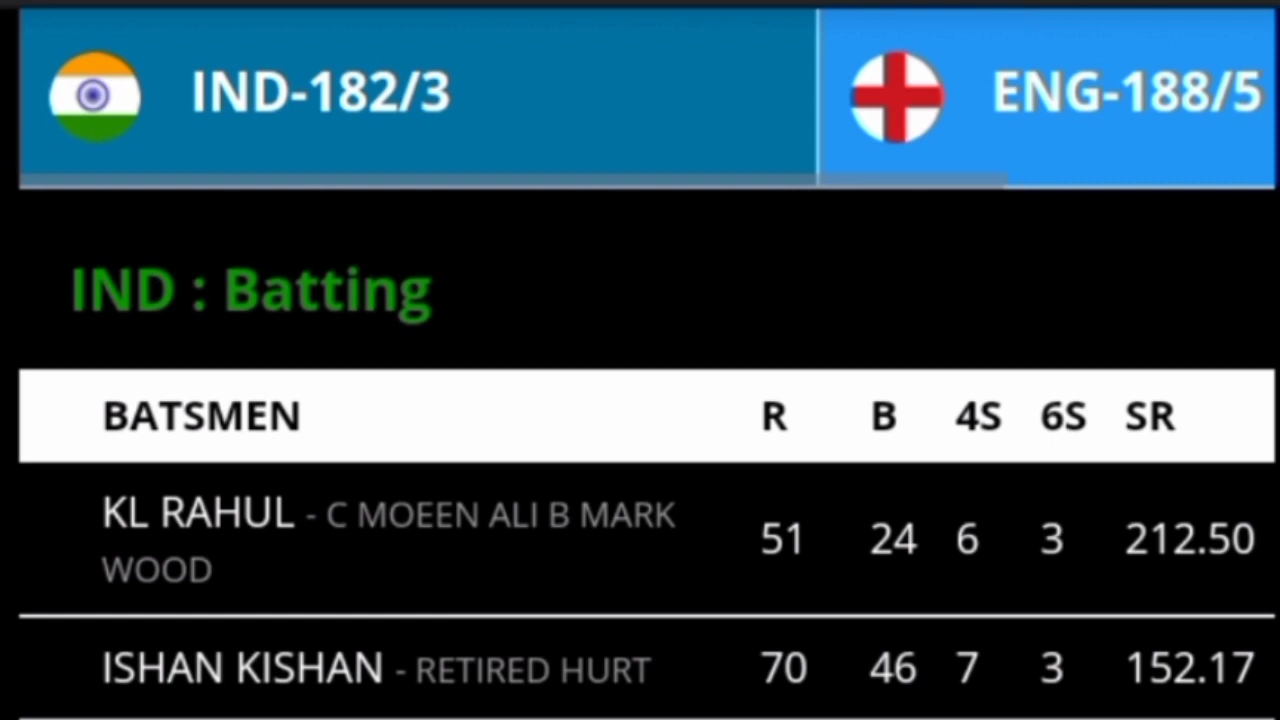 IND-182/3 ENG-188/5
IND : Batting
BATSMEN R B 4S 6S SR
KL RAHUL - C MOEEN ALI B MARK
WOOD 51 24 6 3 212.50
ISHAN KISHAN - RETIRED HURT 70 46 7 3 152.17